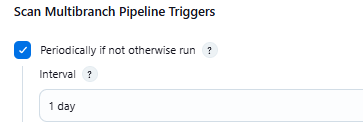 Scan Multibranch Pipeline Triggers
Periodically if not otherwise run ?
Interval ?
1 day